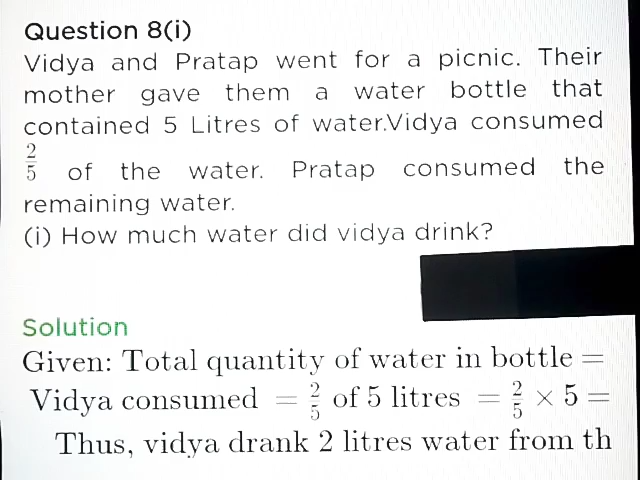 Question 8(i)
Vidya and Pratap went for a picnic. Their
mother gave them a water bottle that
contained 5 Litres of water.Vidya consumed
2/5 of the water. Pratap consumed the
remaining water.
(i) How much water did vidya drink?
Solution
Given: Total quantity of water in bottle =
Vidya consumed = 2/5 of 5 litres = 2/5 × 5 =
Thus, vidya drank 2 litres water from th